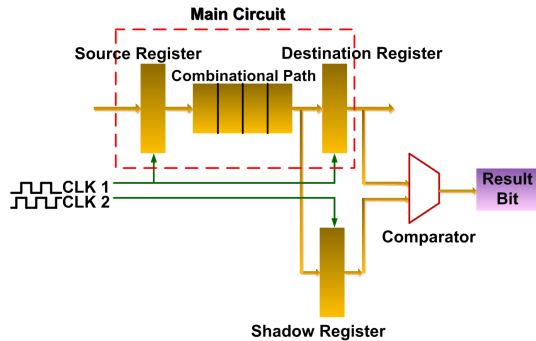 Main Circuit
Source Register
Destination Register
Combinational Path
CLK 1
CLK 2
Comparator
Result
Bit
Shadow Register